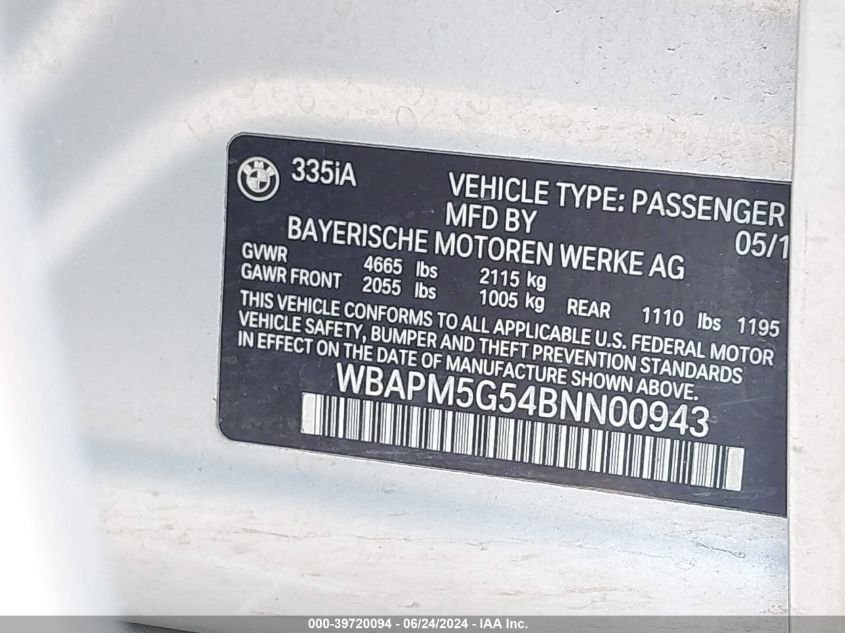 335iA
VEHICLE TYPE: PASSENGER
MFD BY
05/1
BAYERISCHE MOTOREN WERKE AG
GVWR 4665 lbs 2115 kg
GAWR FRONT 2055 lbs 1005 kg REAR 1110 lbs 1195
THIS VEHICLE CONFORMS TO ALL APPLICABLE U.S. FEDERAL MOTOR
VEHICLE SAFETY, BUMPER AND THEFT PREVENTION STANDARDS
IN EFFECT ON THE DATE OF MANUFACTURE SHOWN ABOVE.
WBAPM5G54BNN00943
000-39720094 - 06/24/2024 - IAA Inc.